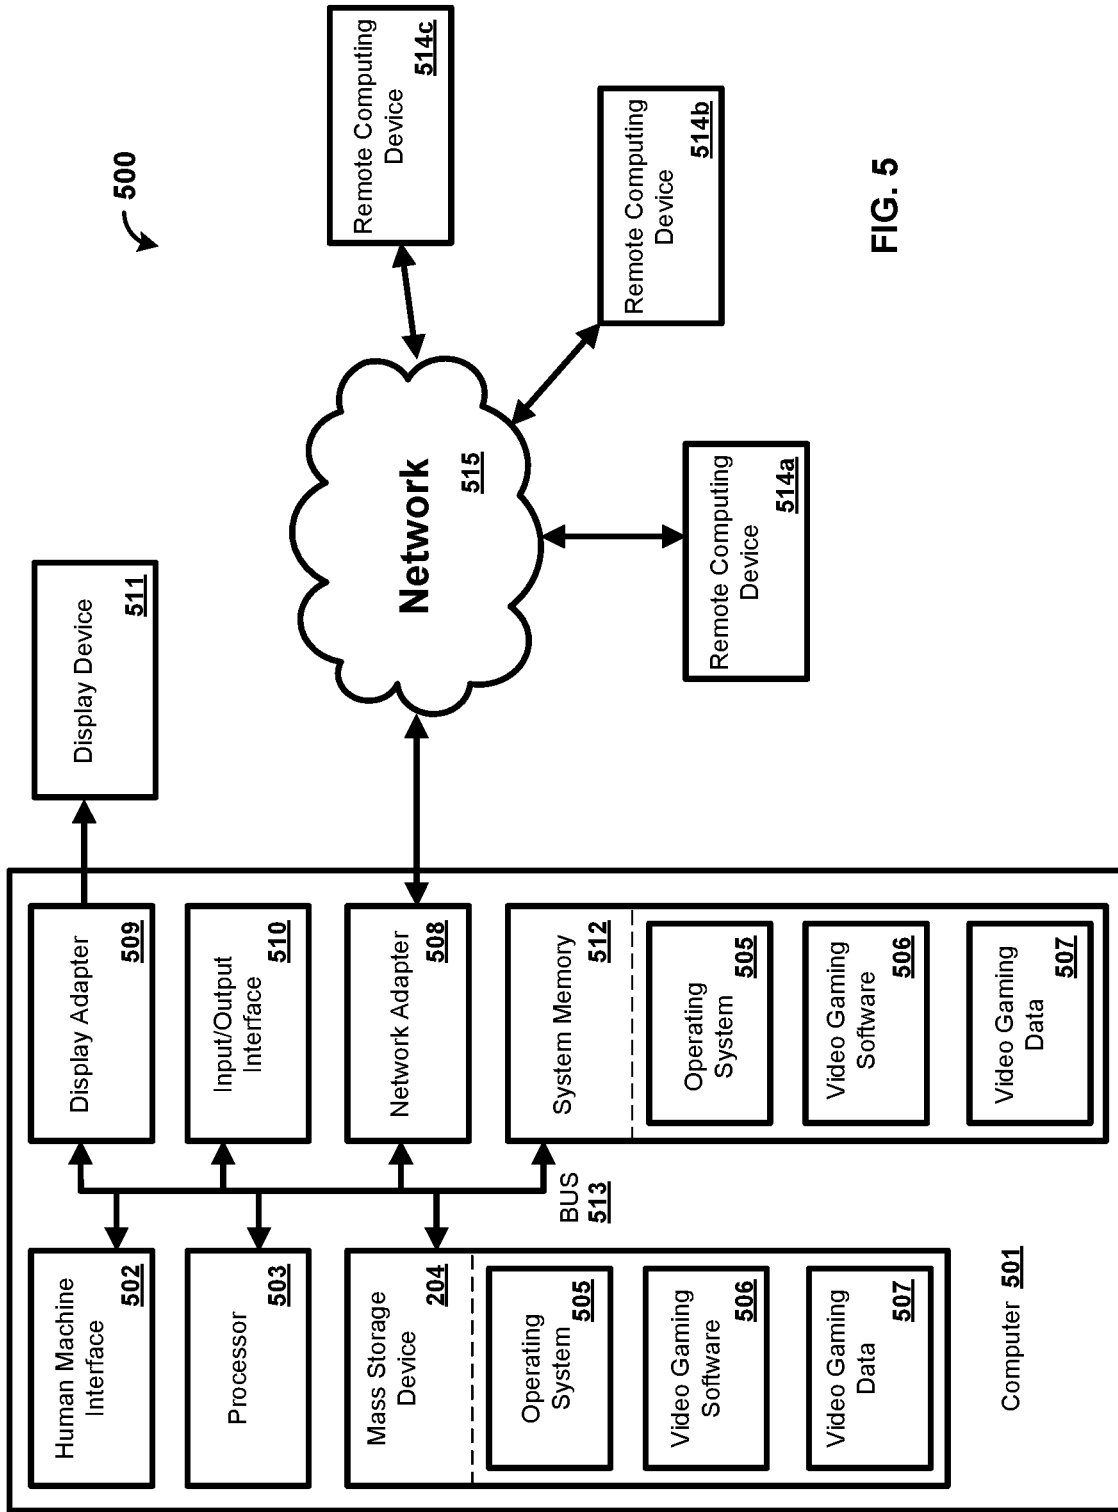 500
Human Machine
Interface
502
Processor
503
Mass Storage
Device
204
Operating
System
505
Video Gaming
Software
506
Video Gaming
Data
507
Computer 501
BUS
513
Display Adapter
509
Input/Output
Interface
510
Network Adapter
508
System Memory
512
Operating
System
505
Video Gaming
Software
506
Video Gaming
Data
507
Display Device
511
Network
515
Remote Computing
Device
514a
Remote Computing
Device
514b
Remote Computing
Device
514c
FIG. 5